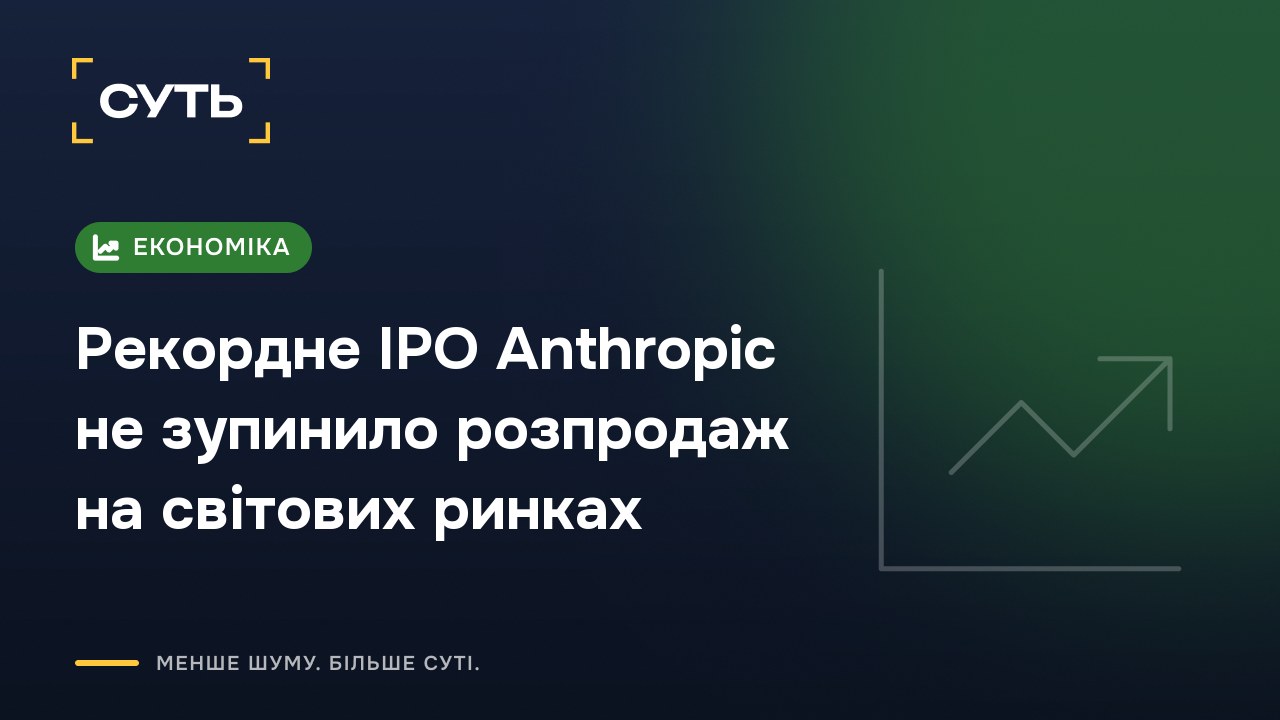 СУТЬ
ЕКОНОМІКА
Рекордне IPO Anthropic
не зупинило розпродаж
на світових ринках
МЕНШЕ ШУМУ. БІЛЬШЕ СУТІ.